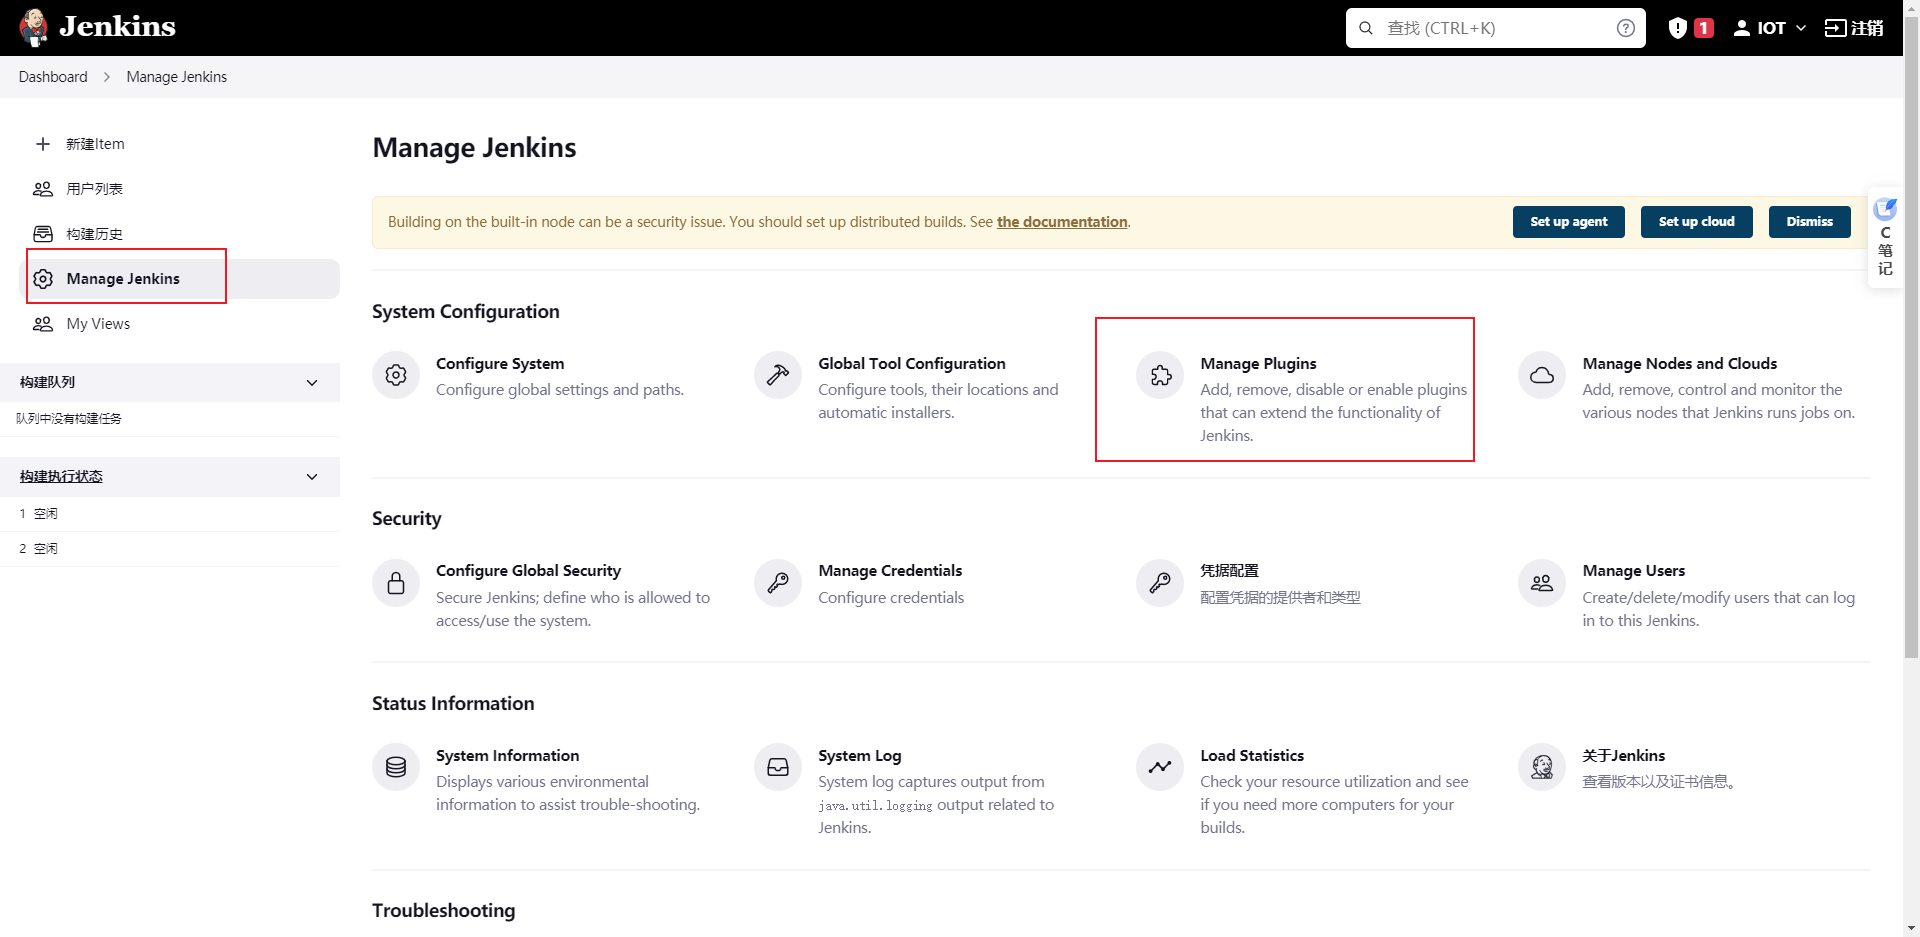 Jenkins
查找 (CTRL+K)
1
IOT
注销
Dashboard
Manage Jenkins
新建Item
用户列表
构建历史
Manage Jenkins
My Views
构建队列
队列中没有构建任务
构建执行状态
1 空闲
2 空闲
Manage Jenkins
Building on the built-in node can be a security issue. You should set up distributed builds. See the documentation.
Set up agent
Set up cloud
Dismiss
C
笔
记
System Configuration
Configure System
Configure global settings and paths.
Global Tool Configuration
Configure tools, their locations and
automatic installers.
Manage Plugins
Add, remove, disable or enable plugins
that can extend the functionality of
Jenkins.
Manage Nodes and Clouds
Add, remove, control and monitor the
various nodes that Jenkins runs jobs on.
Security
Configure Global Security
Secure Jenkins; define who is allowed to
access/use the system.
Manage Credentials
Configure credentials
凭据配置
配置凭据的提供者和类型
Manage Users
Create/delete/modify users that can log
in to this Jenkins.
Status Information
System Information
Displays various environmental
information to assist trouble-shooting.
System Log
System log captures output from
java.util.logging output related to
Jenkins.
Load Statistics
Check your resource utilization and see
if you need more computers for your
builds.
关于Jenkins
查看版本以及证书信息。
Troubleshooting